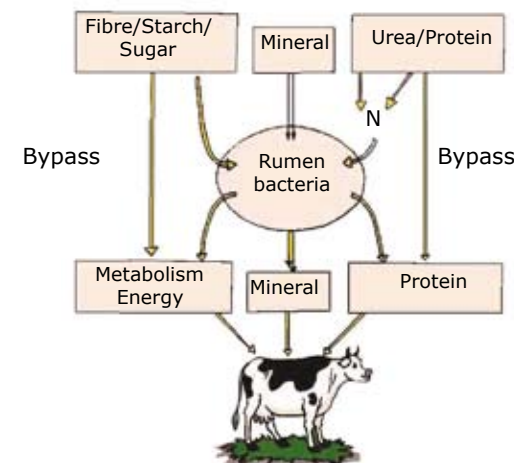 Fibre/Starch/
Sugar
Mineral
Urea/Protein
N
Bypass
Rumen
bacteria
Bypass
Metabolism
Energy
Mineral
Protein